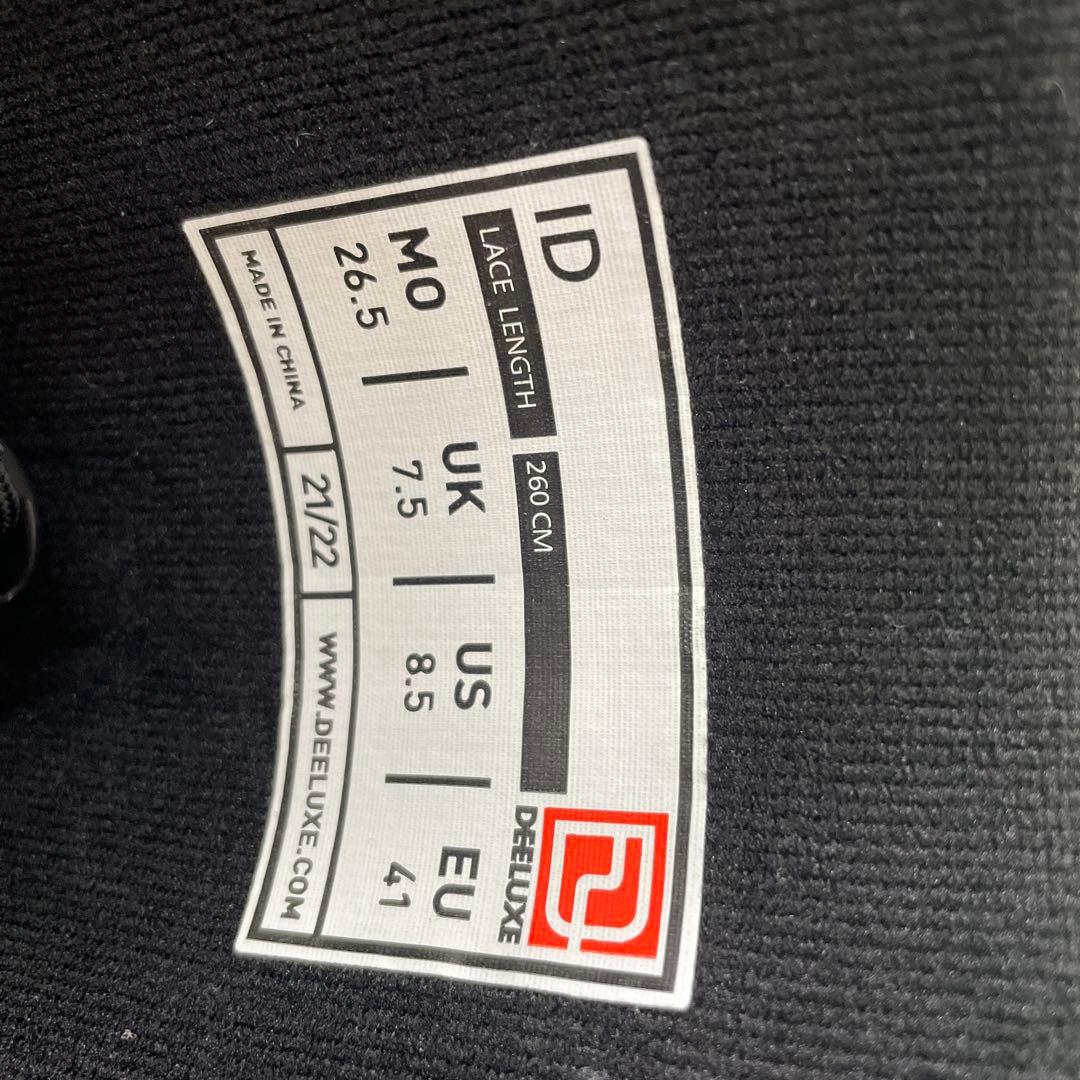 ID
LACE LENGTH 260 CM
DEELUXE
MO | UK | US | EU
26.5 | 7.5 | 8.5 | 41
MADE IN CHINA 21/22 WWW.DEELUXE.COM